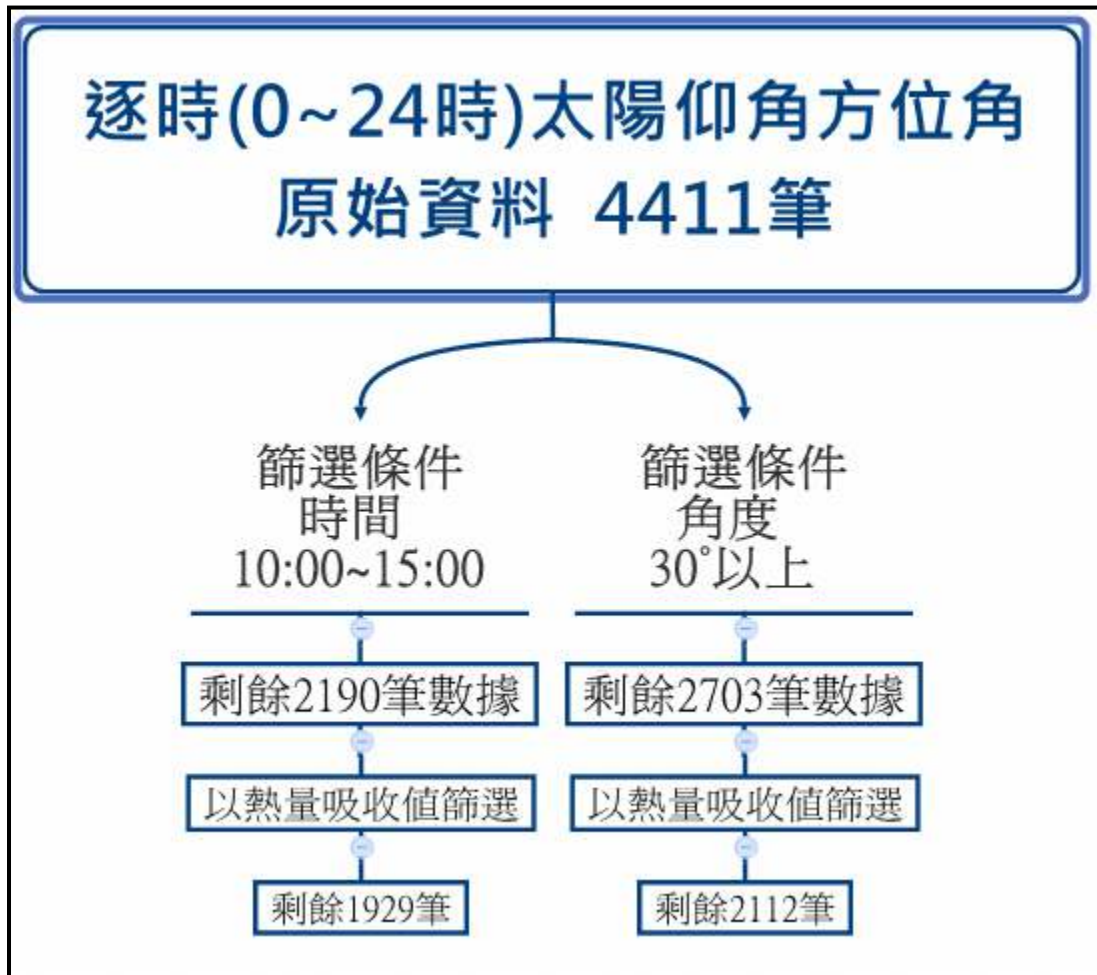 逐時(0~24時)太陽仰角方位角
原始資料 4411筆
篩選條件
時間
10:00~15:00
剩餘2190筆數據
以熱量吸收值篩選
剩餘1929筆
篩選條件
角度
30°以上
剩餘2703筆數據
以熱量吸收值篩選
剩餘2112筆